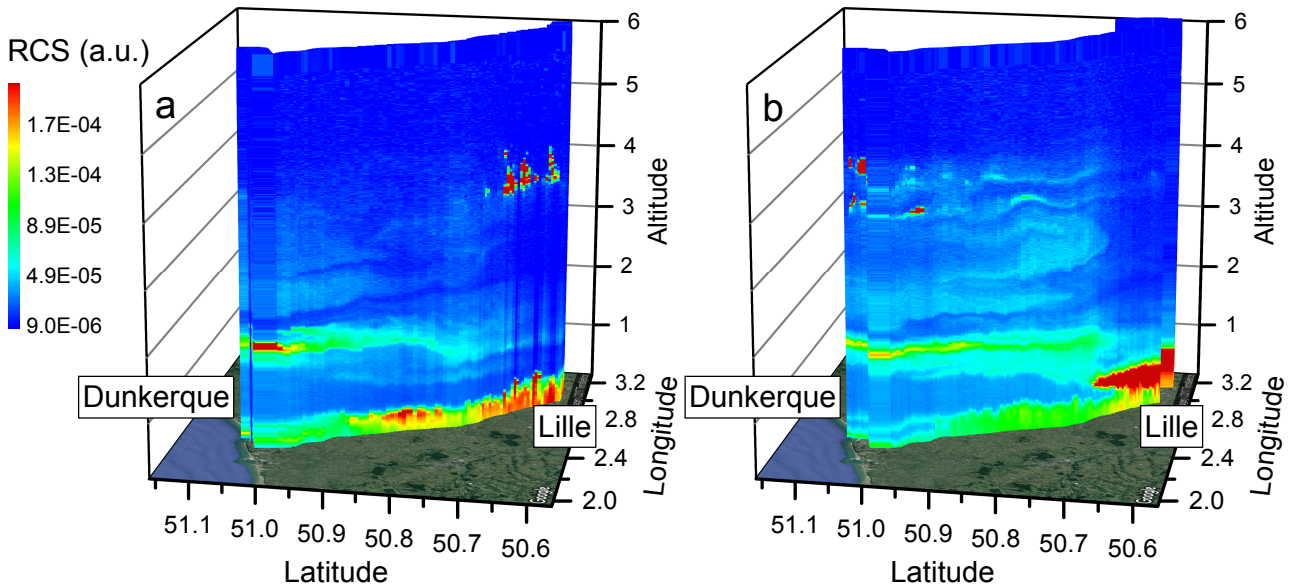 RCS (a.u.)
1.7E-04
1.3E-04
8.9E-05
4.9E-05
9.0E-06
a
6
5
4
3
2
1
Altitude
Dunkerque
Lille
3.2
2.8
2.4
2.0
Longitude
Google
51.1
51.0
50.9
50.8
50.7
50.6
Latitude
b
6
5
4
3
2
1
Altitude
Dunkerque
Lille
3.2
2.8
2.4
2.0
Longitude
Google
51.1
51.0
50.9
50.8
50.7
50.6
Latitude